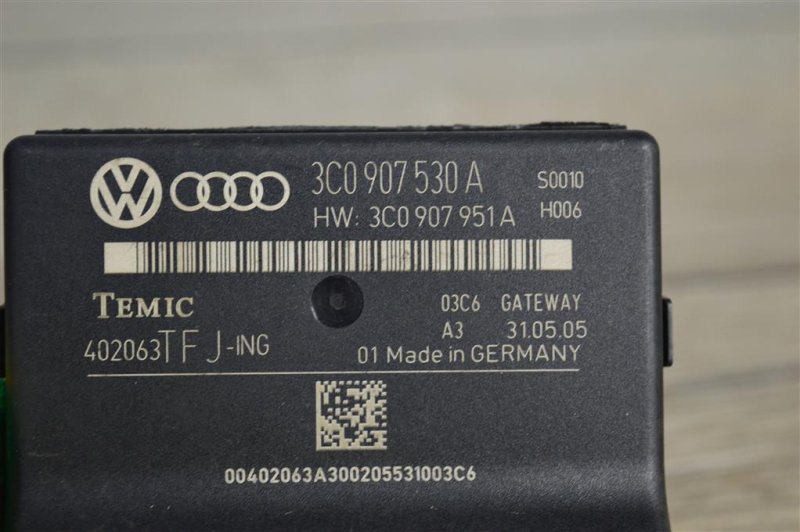 3C0 907 530 A S0010
HW: 3C0 907 951 A H006
TEMIC 03C6 GATEWAY
A3 31.05.05
402063TFJ-ING 01 Made in GERMANY
00402063A300205531003C6